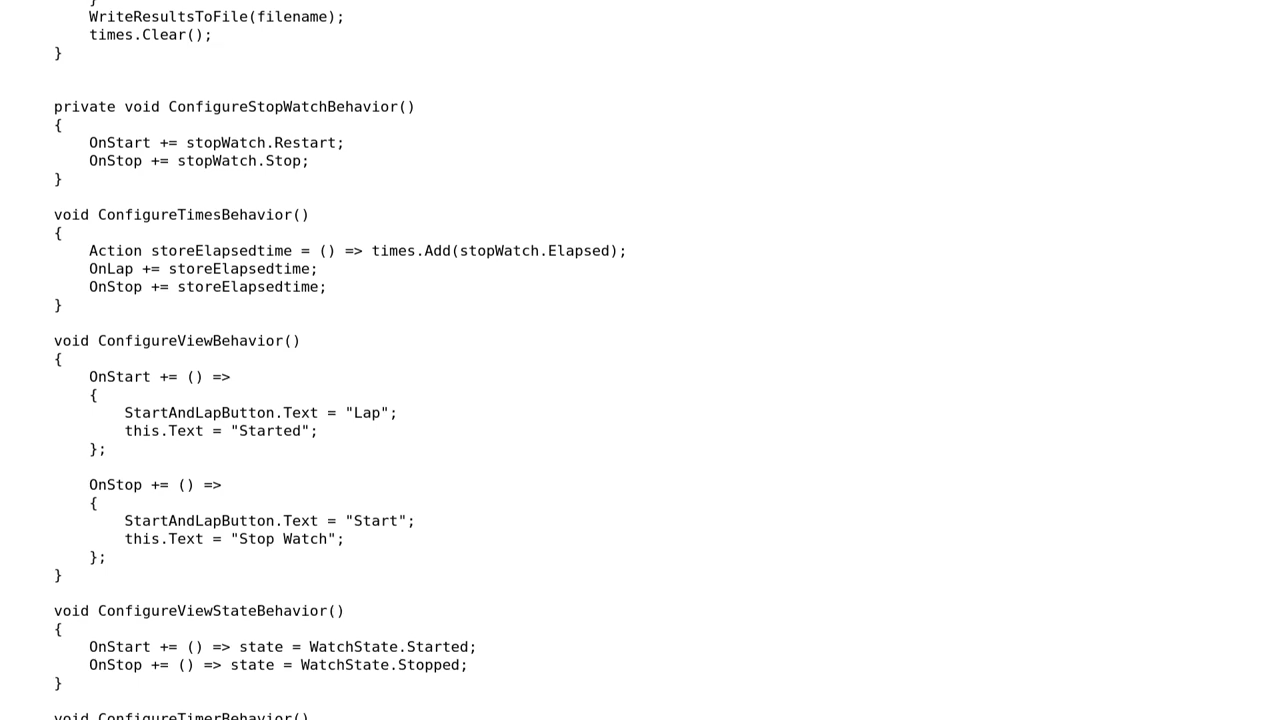 }
WriteResultsToFile(filename);
times.Clear();
}
private void ConfigureStopWatchBehavior()
{
OnStart += stopWatch.Restart;
OnStop += stopWatch.Stop;
}
void ConfigureTimesBehavior()
{
Action storeElapsedtime = () => times.Add(stopWatch.Elapsed);
OnLap += storeElapsedtime;
OnStop += storeElapsedtime;
}
void ConfigureViewBehavior()
{
OnStart += () =>
{
StartAndLapButton.Text = "Lap";
this.Text = "Started";
};
OnStop += () =>
{
StartAndLapButton.Text = "Start";
this.Text = "Stop Watch";
};
}
void ConfigureViewStateBehavior()
{
OnStart += () => state = WatchState.Started;
OnStop += () => state = WatchState.Stopped;
}
void ConfigureTimerBehavior()